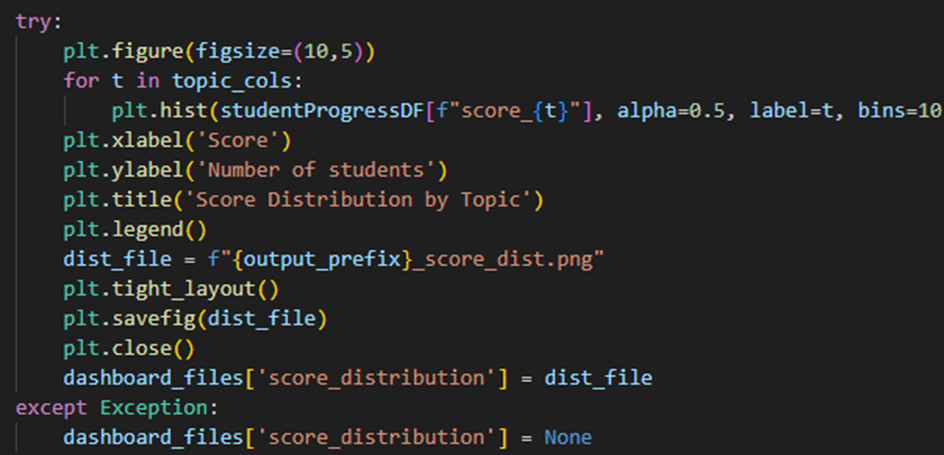 try:
    plt.figure(figsize=(10,5))
    for t in topic_cols:
        plt.hist(studentProgressDF[f"score_{t}"], alpha=0.5, label=t, bins=10
    plt.xlabel('Score')
    plt.ylabel('Number of students')
    plt.title('Score Distribution by Topic')
    plt.legend()
    dist_file = f"{output_prefix}_score_dist.png"
    plt.tight_layout()
    plt.savefig(dist_file)
    plt.close()
    dashboard_files['score_distribution'] = dist_file
except Exception:
    dashboard_files['score_distribution'] = None